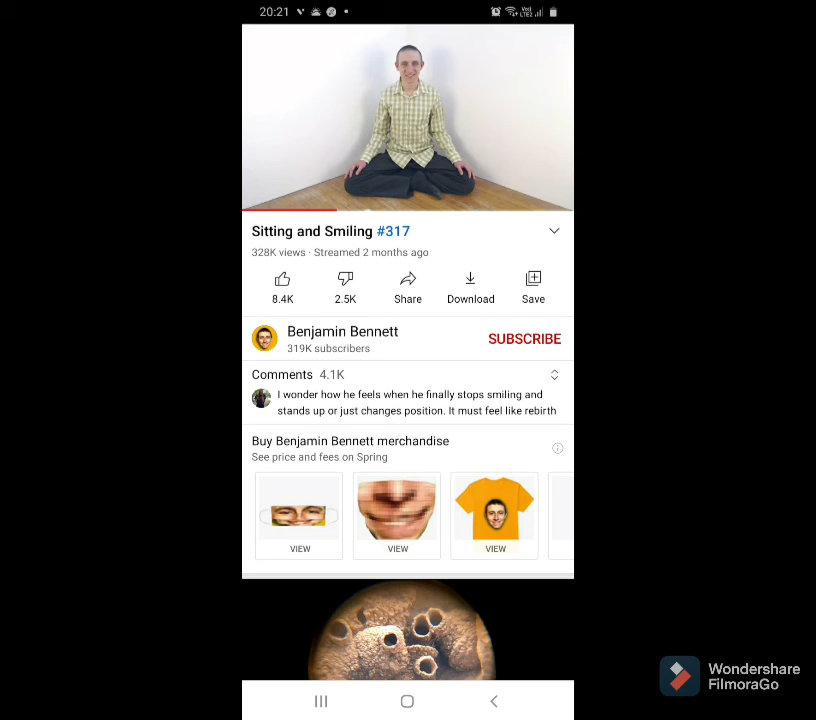 20:21
Vo))
LTE2
Sitting and Smiling #317
328K views · Streamed 2 months ago
8.4K
2.5K
Share
Download
Save
Benjamin Bennett
319K subscribers
SUBSCRIBE
Comments 4.1K
I wonder how he feels when he finally stops smiling and
stands up or just changes position. It must feel like rebirth
Buy Benjamin Bennett merchandise
See price and fees on Spring
VIEW
VIEW
VIEW
Wondershare
FilmoraGo